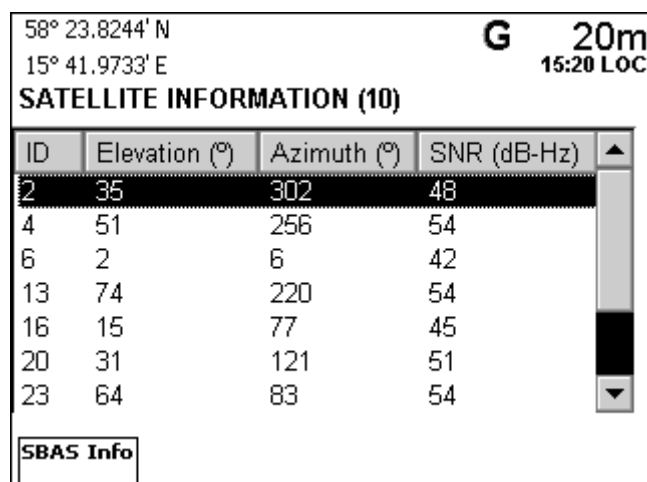 58° 23.8244' N G 20m
15° 41.9733' E 15:20 LOC
SATELLITE INFORMATION (10)
ID Elevation (º) Azimuth (º) SNR (dB-Hz)
2 35 302 48
4 51 256 54
6 2 6 42
13 74 220 54
16 15 77 45
20 31 121 51
23 64 83 54
SBAS Info